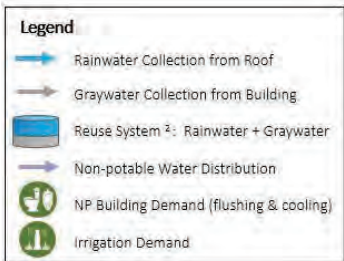 Legend
Rainwater Collection from Roof
Graywater Collection from Building
Reuse System ²: Rainwater + Graywater
Non-potable Water Distribution
NP Building Demand (flushing & cooling)
Irrigation Demand